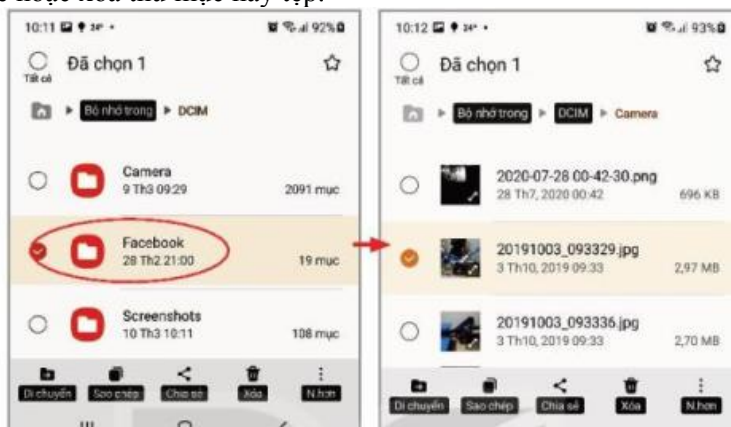 hoặc xóa thư mục hay tệp.
10:11 24° • 92%
Đã chọn 1
Tất cả
Bộ nhớ trong ▸ DCIM
Camera
9 Th3 09:29 2091 mục
Facebook
28 Th2 21:00 19 mục
Screenshots
10 Th3 10:11 108 mục
Di chuyển Sao chép Chia sẻ Xóa N.hơn
10:12 24° • 93%
Đã chọn 1
Tất cả
Bộ nhớ trong ▸ DCIM ▸ Camera
2020-07-28 00-42-30.png
28 Th7, 2020 00:42 696 KB
20191003_093329.jpg
3 Th10, 2019 09:33 2,97 MB
20191003_093336.jpg
3 Th10, 2019 09:33 2,70 MB
Di chuyển Sao chép Chia sẻ Xóa N.hơn